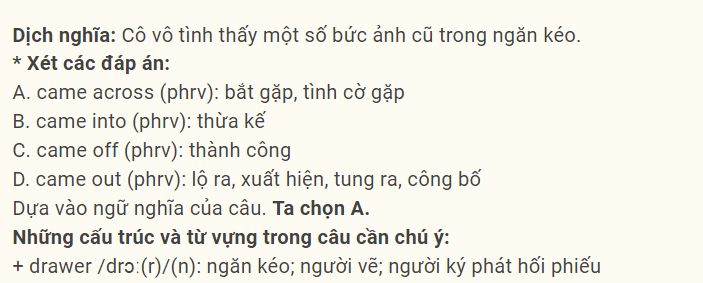 Dịch nghĩa: Cô vô tình thấy một số bức ảnh cũ trong ngăn kéo.
* Xét các đáp án:
A. came across (phrv): bắt gặp, tình cờ gặp
B. came into (phrv): thừa kế
C. came off (phrv): thành công
D. came out (phrv): lộ ra, xuất hiện, tung ra, công bố
Dựa vào ngữ nghĩa của câu. Ta chọn A.
Những cấu trúc và từ vựng trong câu cần chú ý:
+ drawer /drɔː(r)/(n): ngăn kéo; người vẽ; người ký phát hối phiếu